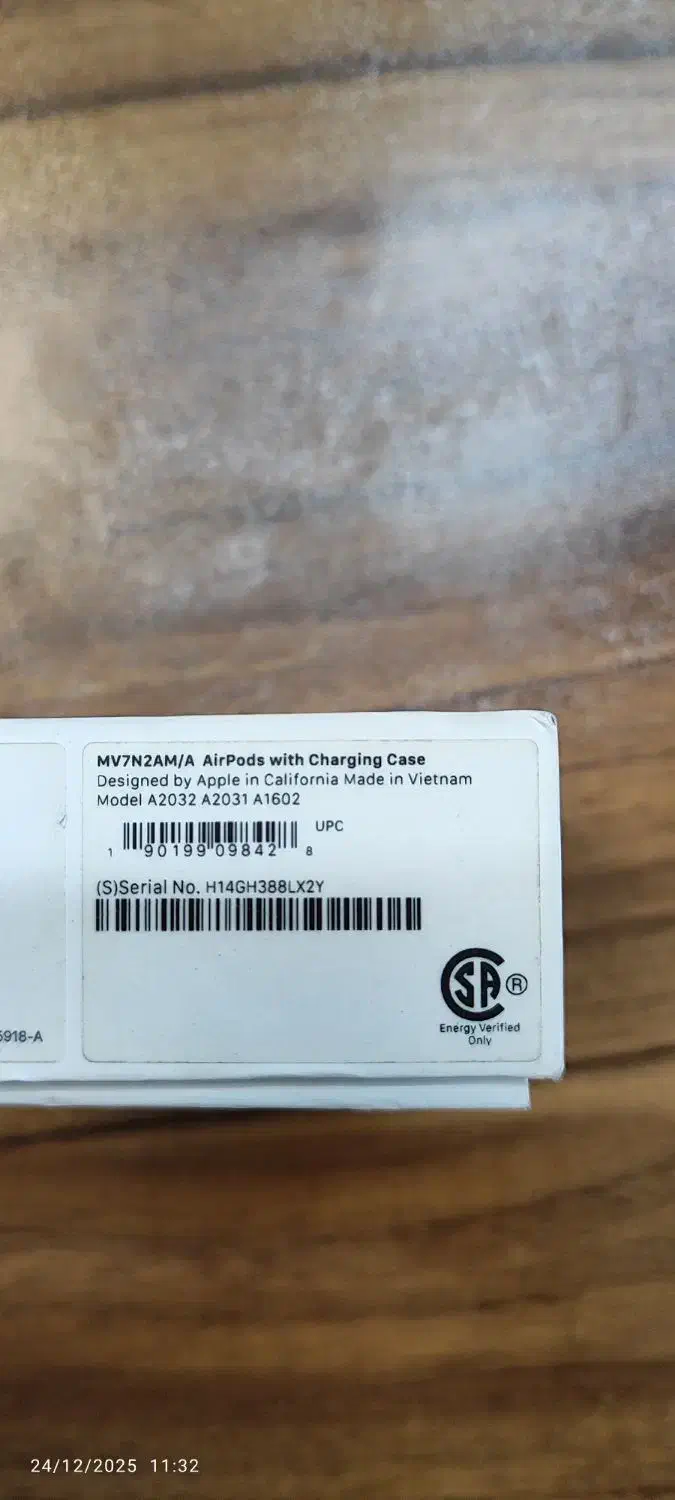 MV7N2AM/A AirPods with Charging Case
Designed by Apple in California Made in Vietnam
Model A2032 A2031 A1602
UPC
1 90199 09842 8
(S)Serial No. H14GH388LX2Y
SA ®
Energy Verified
Only
5918-A
24/12/2025 11:32